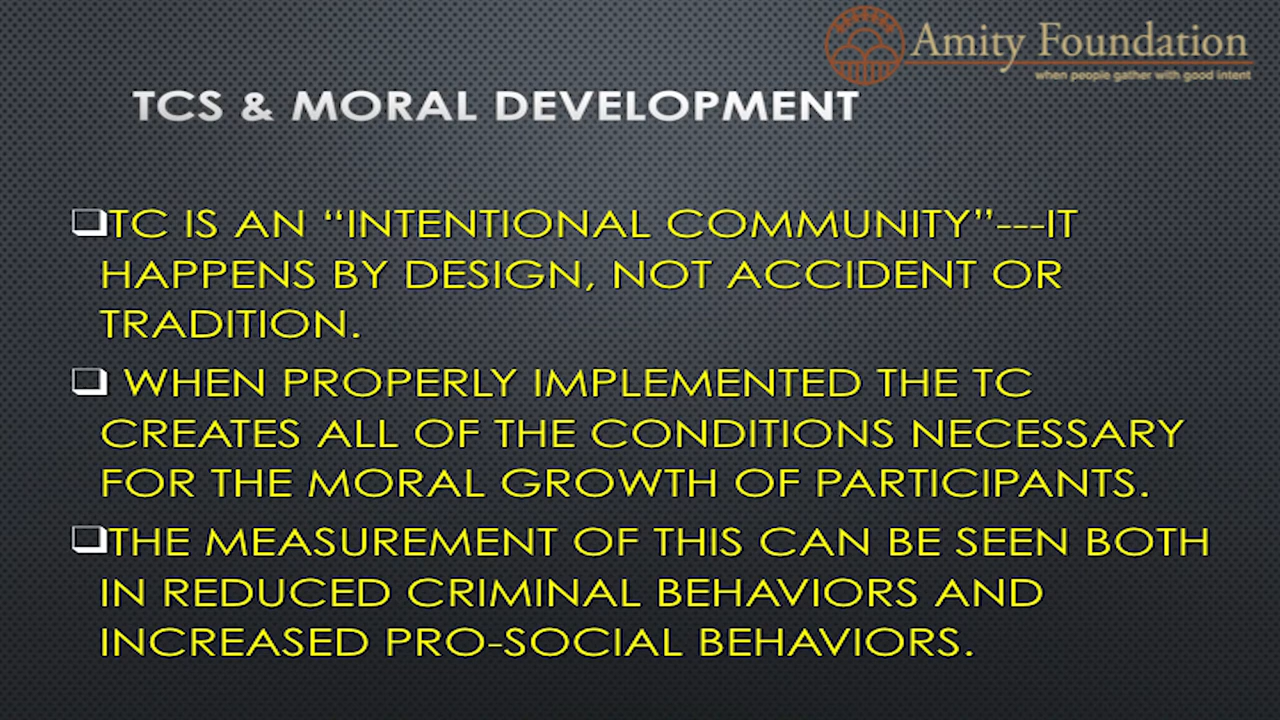 Amity Foundation
when people gather with good intent
TCS & MORAL DEVELOPMENT
TC IS AN “INTENTIONAL COMMUNITY”---IT
HAPPENS BY DESIGN, NOT ACCIDENT OR
TRADITION.
WHEN PROPERLY IMPLEMENTED THE TC
CREATES ALL OF THE CONDITIONS NECESSARY
FOR THE MORAL GROWTH OF PARTICIPANTS.
THE MEASUREMENT OF THIS CAN BE SEEN BOTH
IN REDUCED CRIMINAL BEHAVIORS AND
INCREASED PRO-SOCIAL BEHAVIORS.